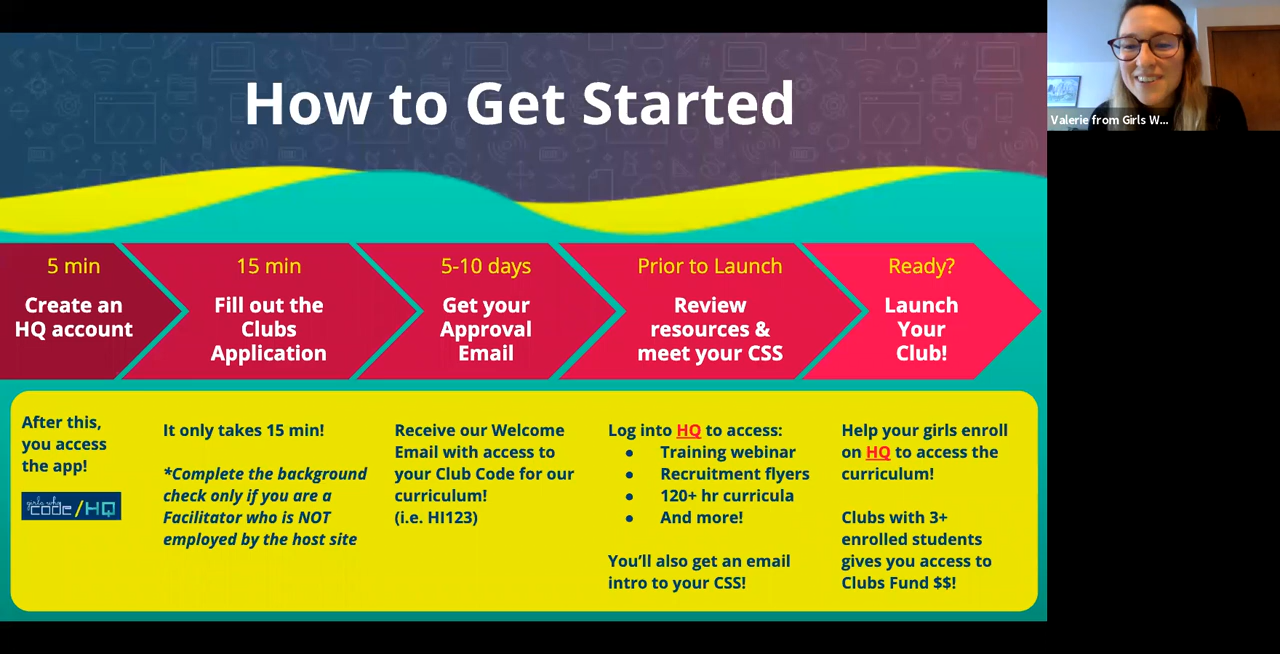 How to Get Started
Valerie from Girls W...
5 min
Create an
HQ account
15 min
Fill out the
Clubs
Application
5-10 days
Get your
Approval
Email
Prior to Launch
Review
resources &
meet your CSS
Ready?
Launch
Your
Club!
After this,
you access
the app!
girls who
code/HQ
It only takes 15 min!
*Complete the background
check only if you are a
Facilitator who is NOT
employed by the host site
Receive our Welcome
Email with access to
your Club Code for our
curriculum!
(i.e. HI123)
Log into HQ to access:
● Training webinar
● Recruitment flyers
● 120+ hr curricula
● And more!
You'll also get an email
intro to your CSS!
Help your girls enroll
on HQ to access the
curriculum!
Clubs with 3+
enrolled students
gives you access to
Clubs Fund $$!